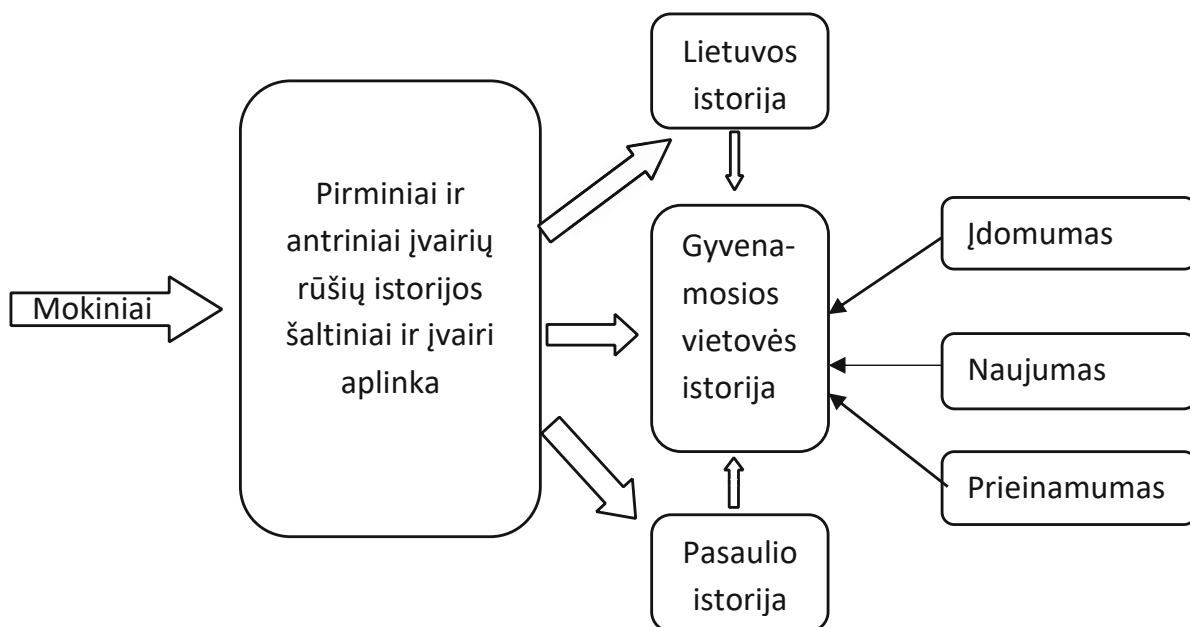 Mokiniai
Pirminiai ir
antriniai įvairių
rūšių istorijos
šaltiniai ir įvairi
aplinka
Lietuvos
istorija
Gyvena-
mosios
vietovės
istorija
Pasaulio
istorija
Įdomumas
Naujumas
Prieinamumas